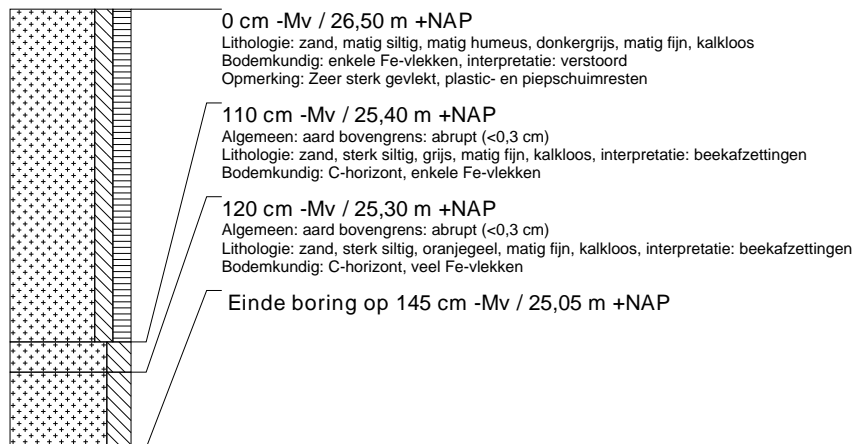 0 cm -Mv / 26,50 m +NAP
Lithologie: zand, matig siltig, matig humeus, donkergrijs, matig fijn, kalkloos
Bodemkundig: enkele Fe-vlekken, interpretatie: verstoord
Opmerking: Zeer sterk gevlekt, plastic- en piepschuimresten
110 cm -Mv / 25,40 m +NAP
Algemeen: aard bovengrens: abrupt (<0,3 cm)
Lithologie: zand, sterk siltig, grijs, matig fijn, kalkloos, interpretatie: beekafzettingen
Bodemkundig: C-horizont, enkele Fe-vlekken
120 cm -Mv / 25,30 m +NAP
Algemeen: aard bovengrens: abrupt (<0,3 cm)
Lithologie: zand, sterk siltig, oranjegeel, matig fijn, kalkloos, interpretatie: beekafzettingen
Bodemkundig: C-horizont, veel Fe-vlekken
Einde boring op 145 cm -Mv / 25,05 m +NAP